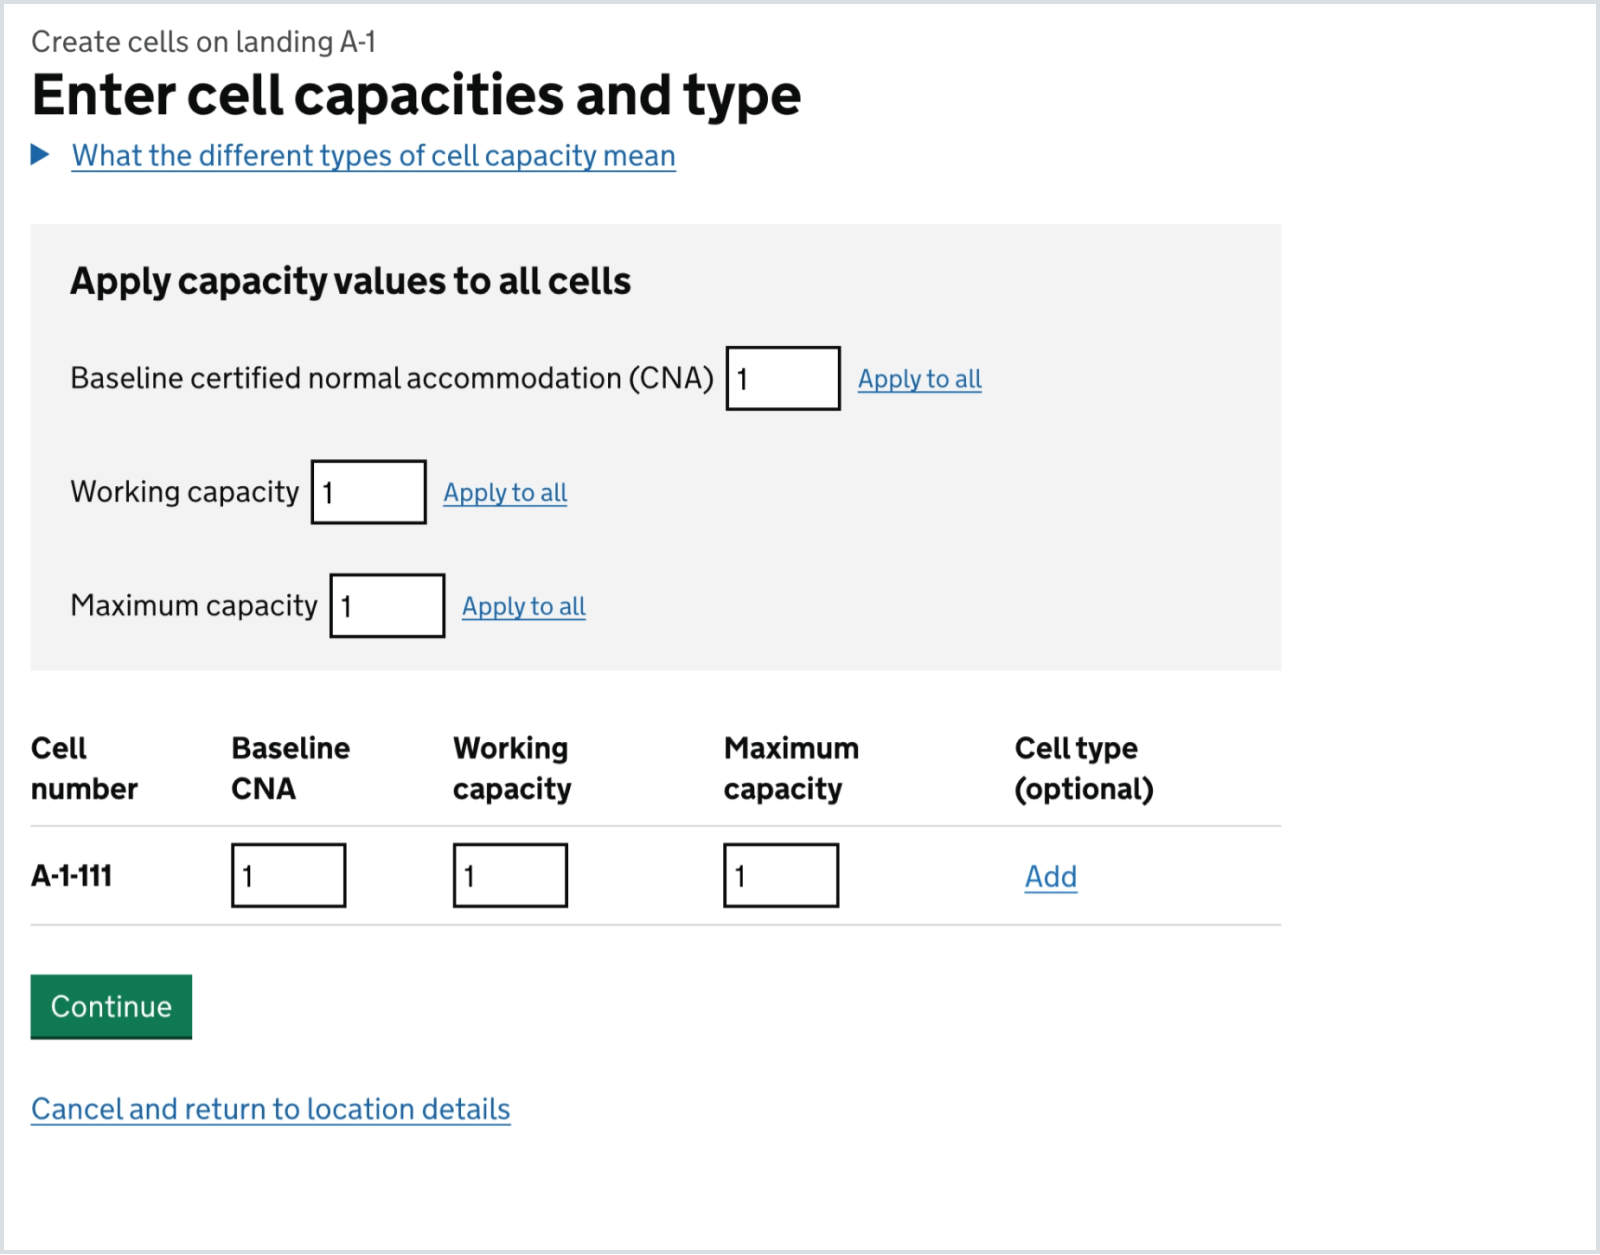 Create cells on landing A-1
Enter cell capacities and type
What the different types of cell capacity mean
Apply capacity values to all cells
Baseline certified normal accommodation (CNA) 1 Apply to all
Working capacity 1 Apply to all
Maximum capacity 1 Apply to all
Cell number Baseline CNA Working capacity Maximum capacity Cell type (optional)
A-1-111 1 1 1 Add
Continue
Cancel and return to location details